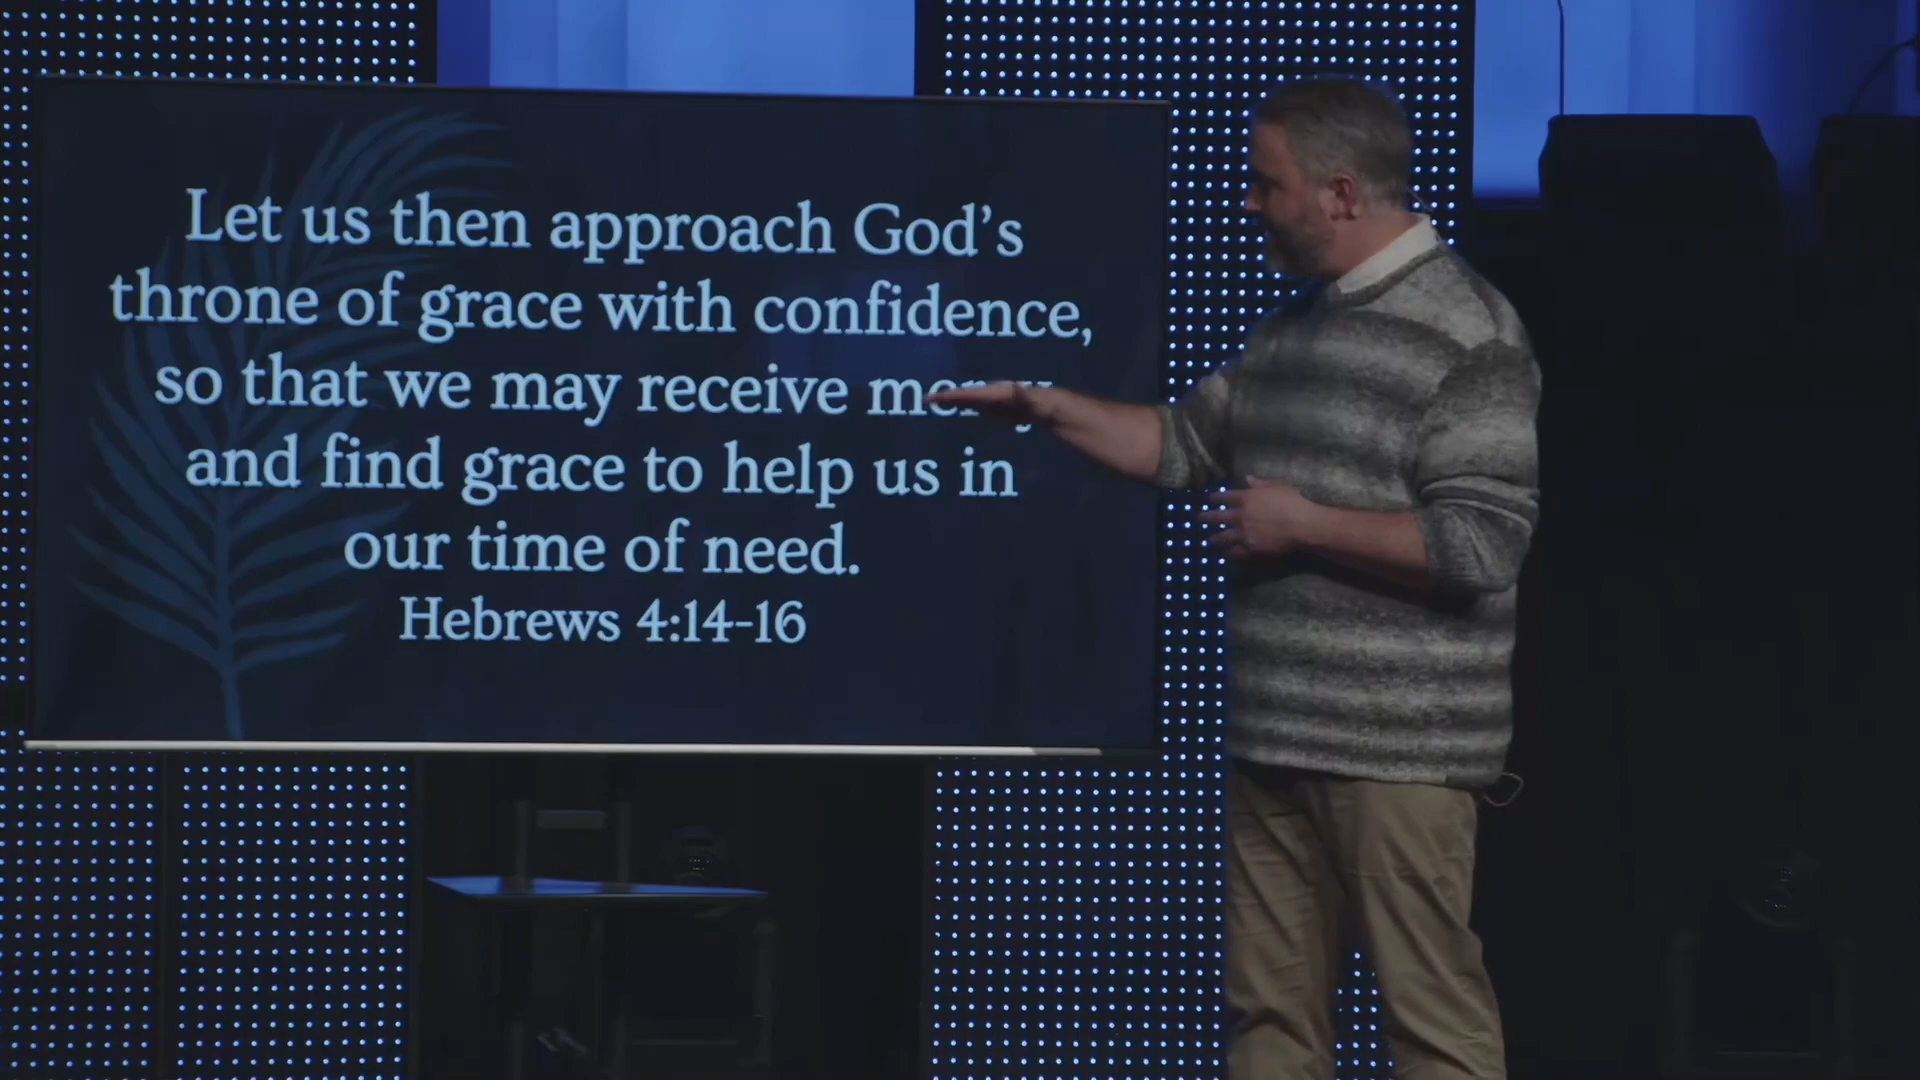 Let us then approach God's
throne of grace with confidence,
so that we may receive mercy
and find grace to help us in
our time of need.
Hebrews 4:14-16